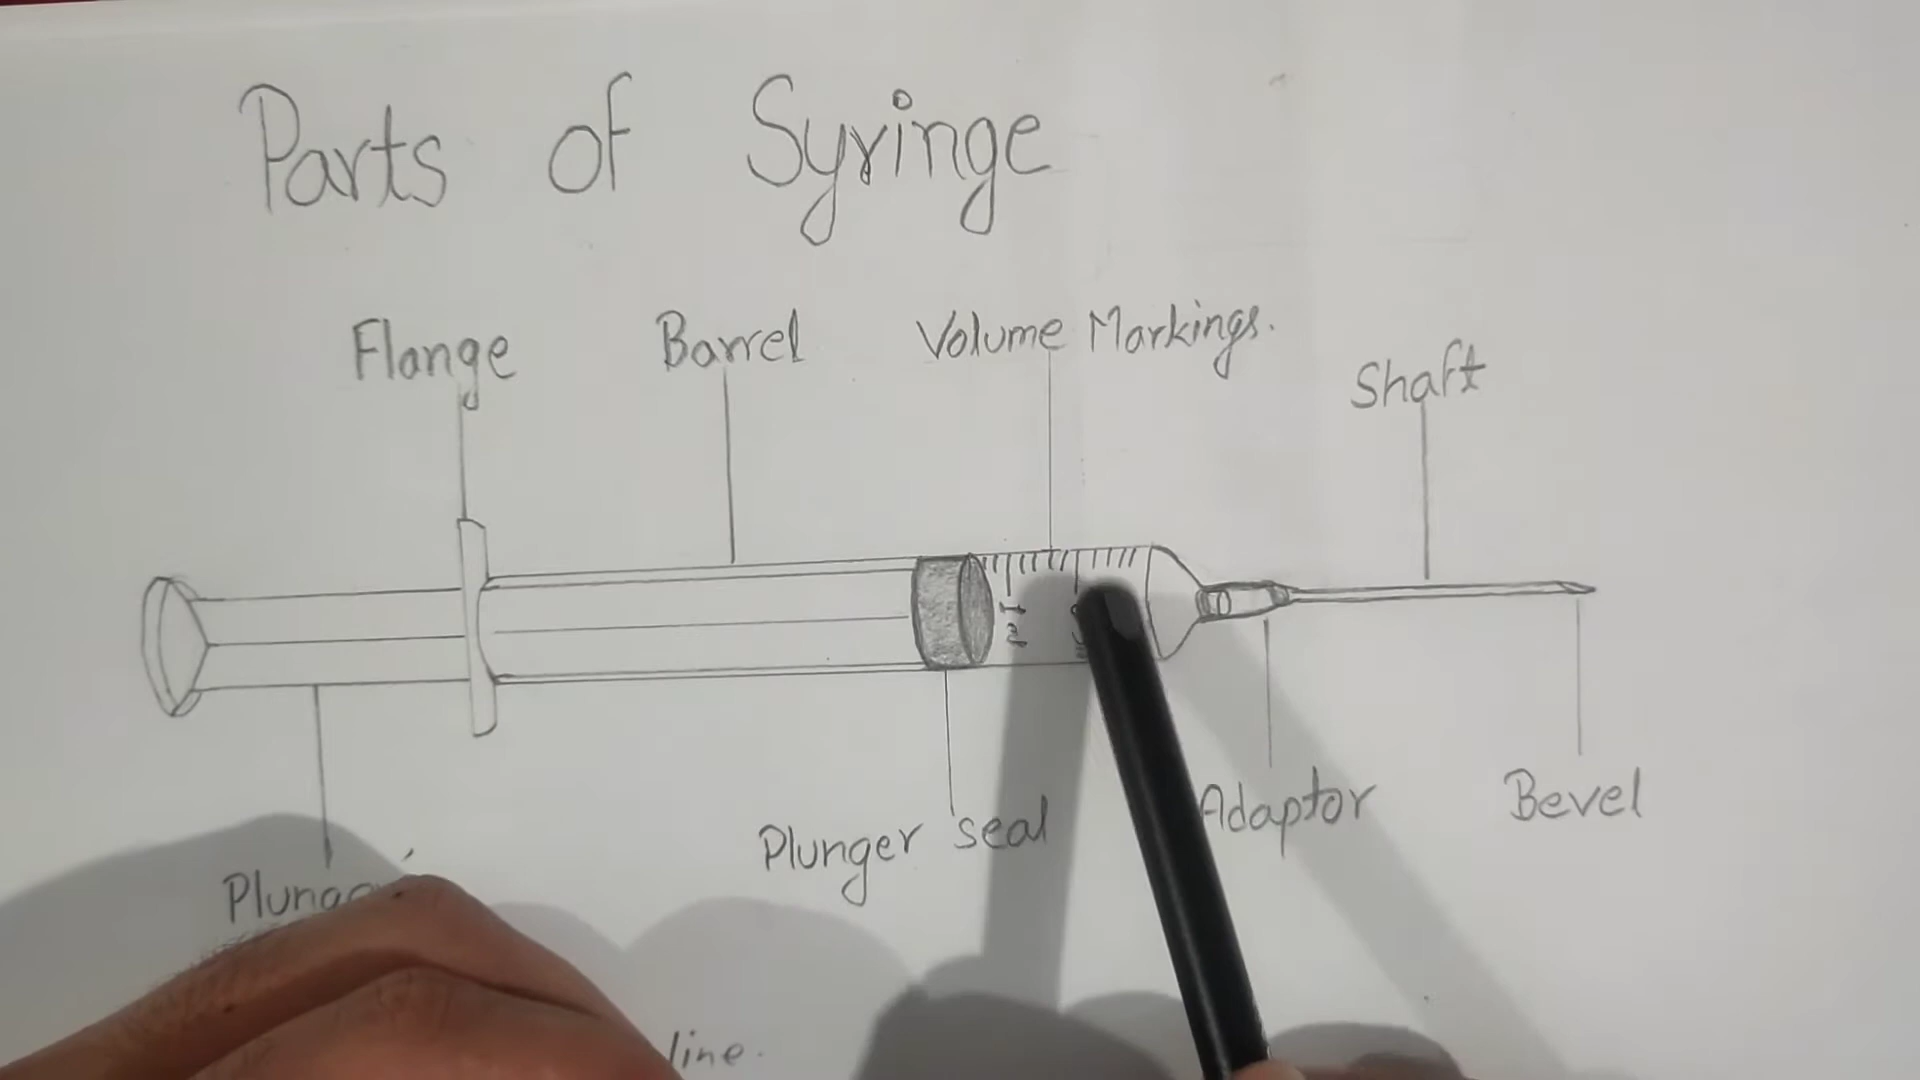 Parts of Syringe
Flange Barrel Volume Markings.
Shaft
Plunger seal Adaptor Bevel
line.